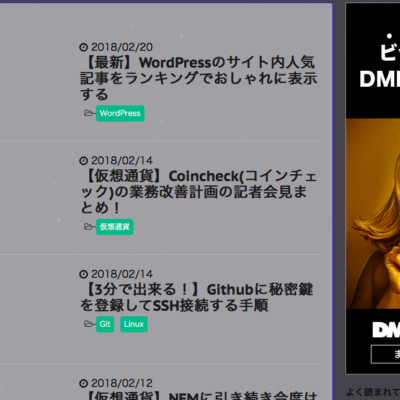 2018/02/20
【最新】WordPressのサイト内人気
記事をランキングでおしゃれに表示
する
WordPress
2018/02/14
【仮想通貨】Coincheck(コインチェ
ック)の業務改善計画の記者会見ま
とめ！
仮想通貨
2018/02/14
【3分で出来る！】Githubに秘密鍵
を登録してSSH接続する手順
Git Linux
2018/02/12
【仮想通貨】NEMに引き続き今度は
ビ
DM
DM
ま
よく読まれて